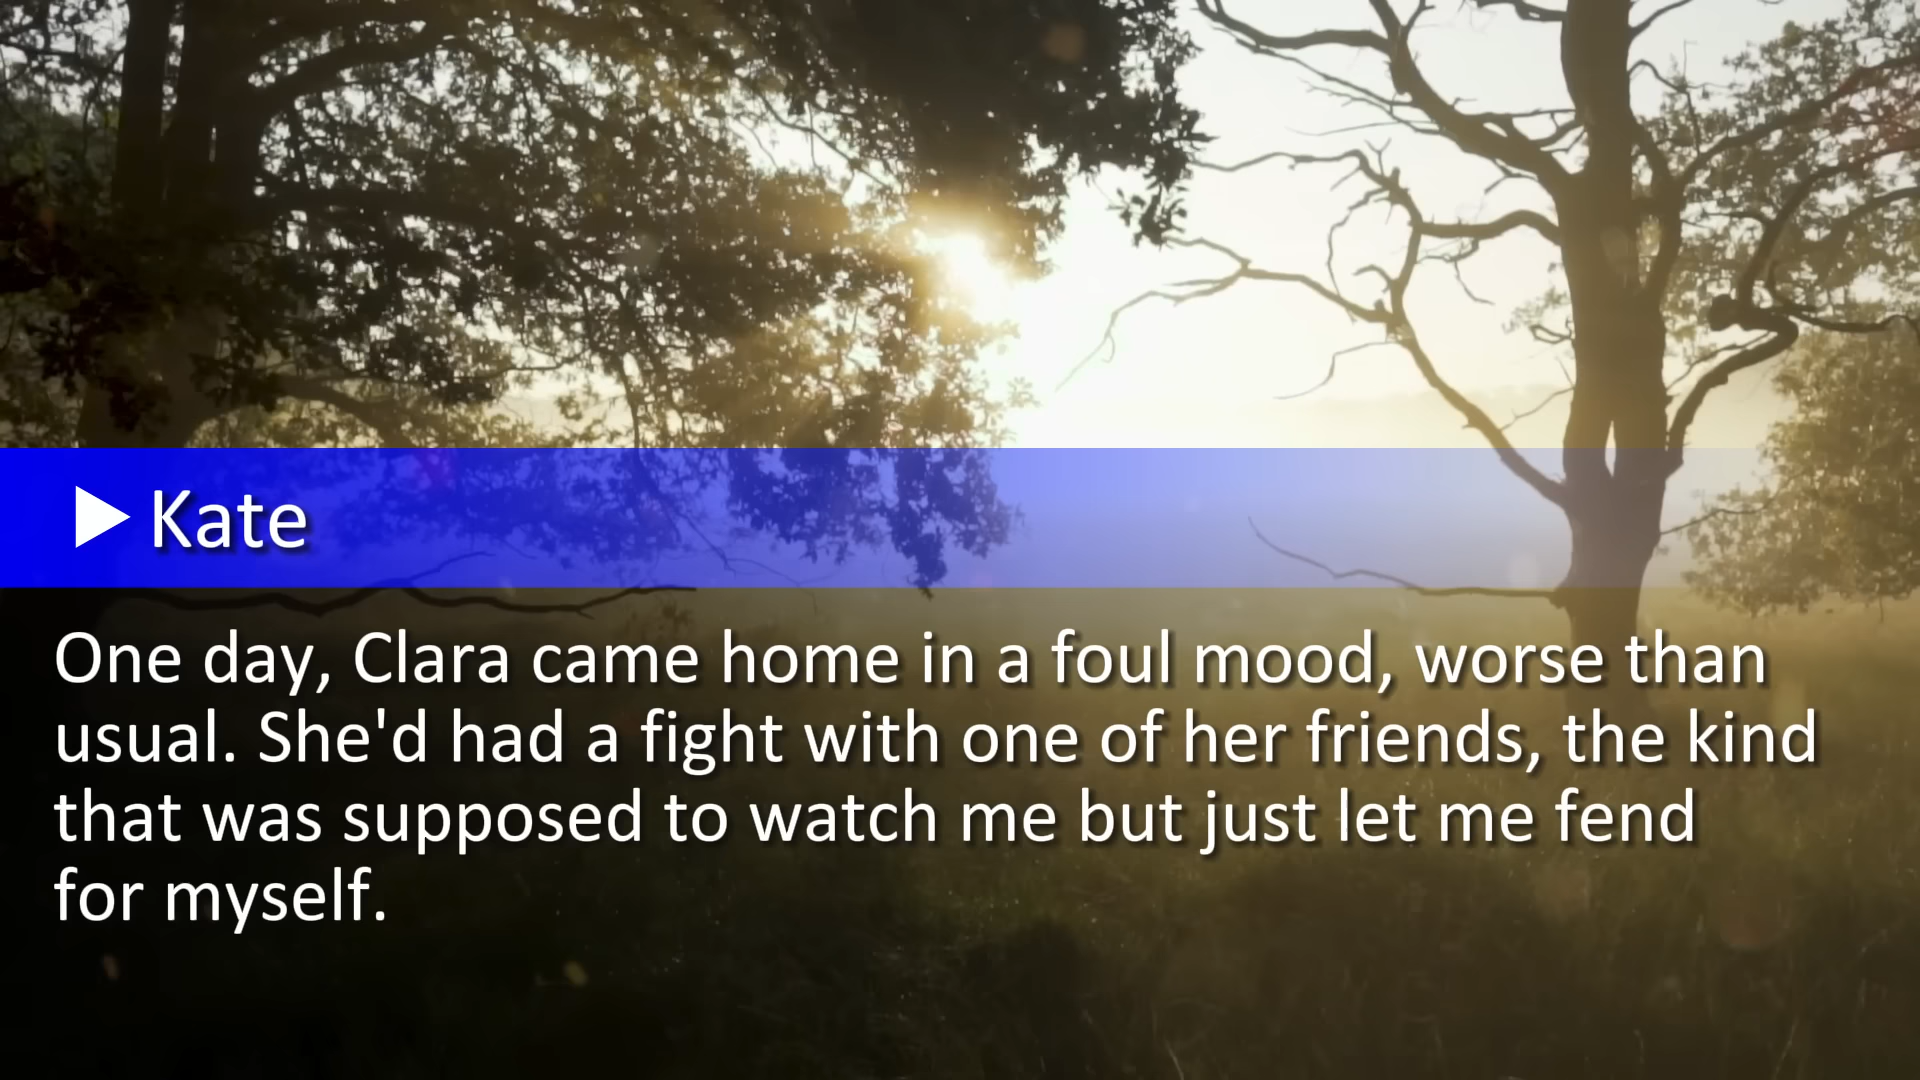 Kate
One day, Clara came home in a foul mood, worse than
usual. She'd had a fight with one of her friends, the kind
that was supposed to watch me but just let me fend
for myself.